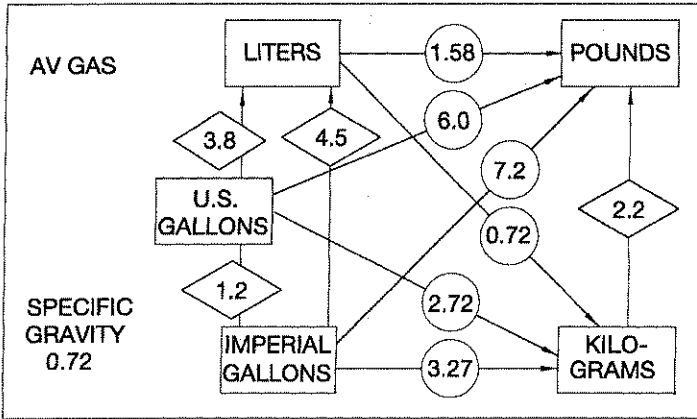 AV GAS
LITERS
1.58
POUNDS
3.8
4.5
6.0
7.2
U.S.
GALLONS
2.2
0.72
1.2
SPECIFIC
GRAVITY
0.72
2.72
IMPERIAL
GALLONS
3.27
KILO-
GRAMS